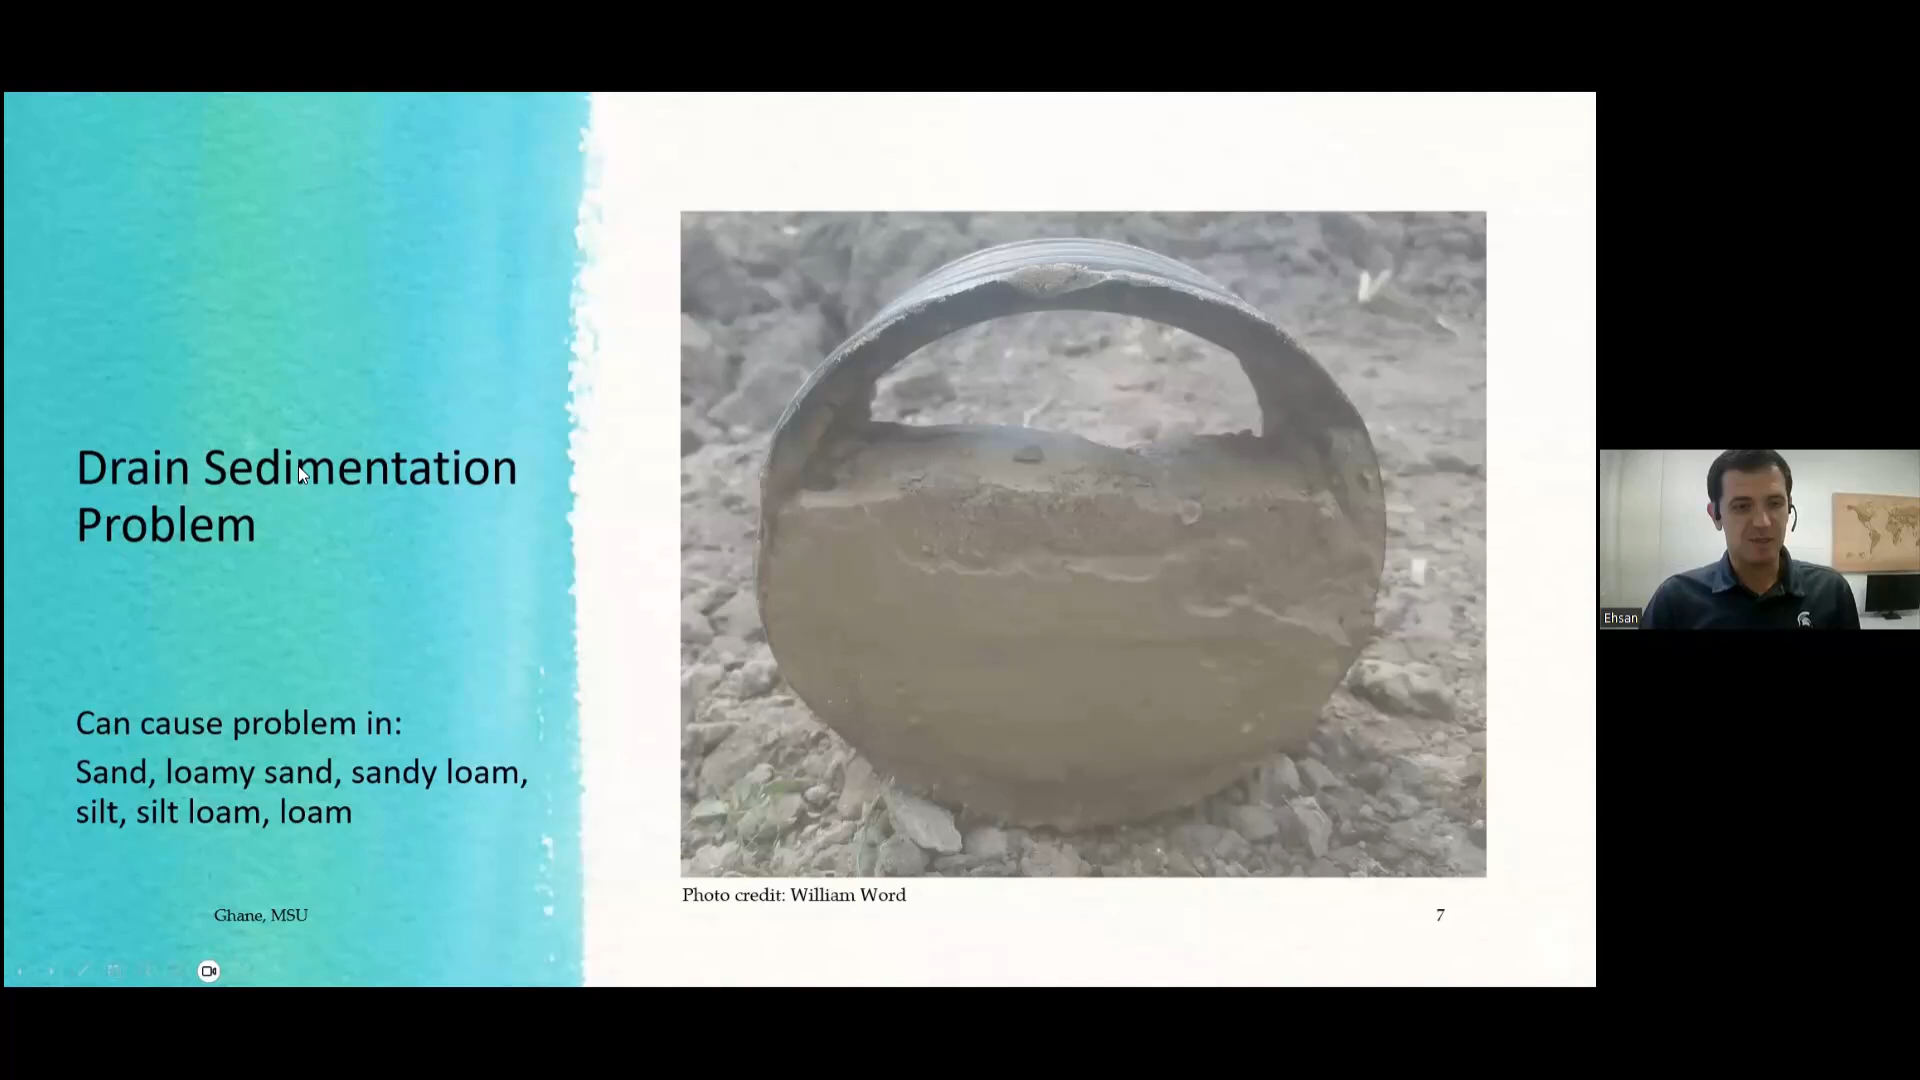 Drain Sedimentation
Problem
Can cause problem in:
Sand, loamy sand, sandy loam,
silt, silt loam, loam
Ghane, MSU
Photo credit: William Word
7
Ehsan